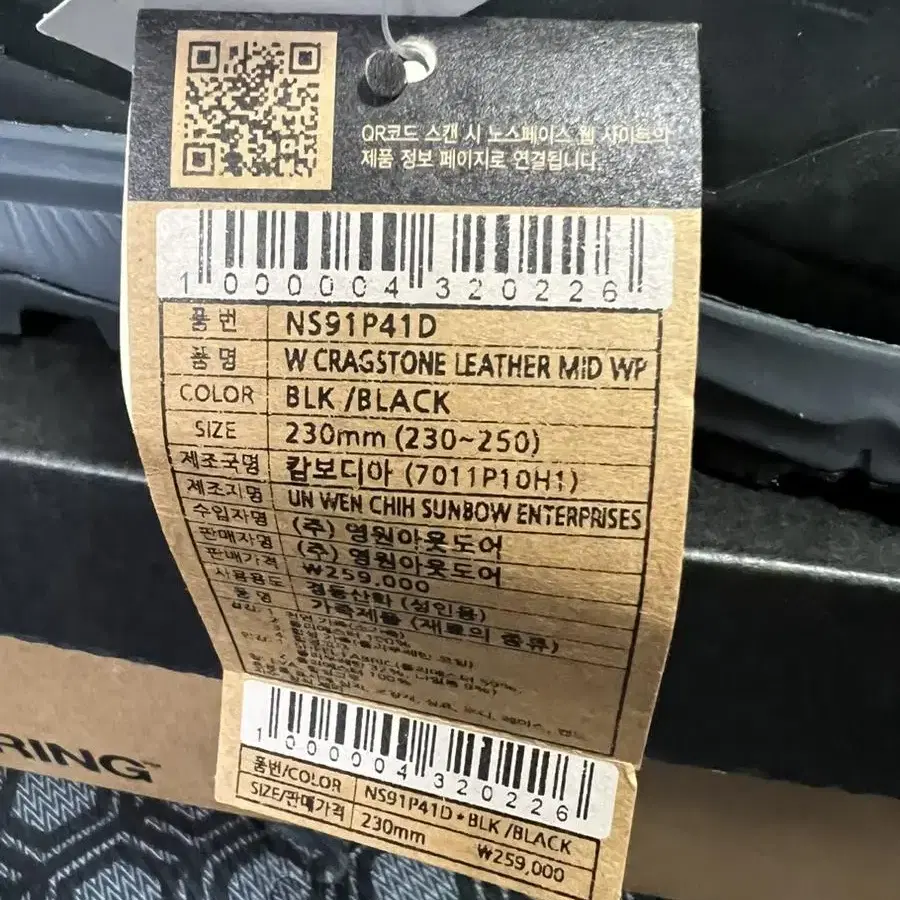 QR코드 스캔 시 노스페이스 웹 사이트의
제품 정보 페이지로 연결됩니다.
1000004320226
품번 NS91P41D
품명 W CRAGSTONE LEATHER MID WP
COLOR BLK /BLACK
SIZE 230mm (230~250)
제조국명 캄보디아 (7011P10H1)
제조지명 UN WEN CHIH SUNBOW ENTERPRISES
수입자명 (주) 영원아웃도어
판매자명 (주) 영원아웃도어
판매가격 ₩259,000
사용용도 경등산화 (성인용)
품명 가죽제품 (재료의 종류)
1000004320226
품번/COLOR NS91P41D*BLK /BLACK
SIZE/판매가격 230mm ₩259,000
RING